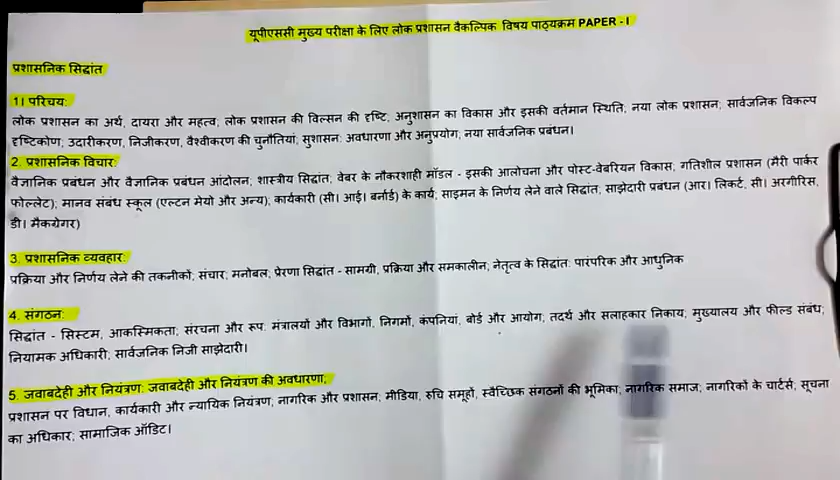 यूपीएससी मुख्य परीक्षा के लिए लोक प्रशासन वैकल्पिक विषय पाठ्यक्रम PAPER - I
प्रशासनिक सिद्धांत
1। परिचय:
लोक प्रशासन का अर्थ, दायरा और महत्व; लोक प्रशासन की विल्सन की दृष्टि, अनुशासन का विकास और इसकी वर्तमान स्थिति; नया लोक प्रशासन; सार्वजनिक विकल्प
दृष्टिकोण; उदारीकरण, निजीकरण, वैश्वीकरण की चुनौतियां; सुशासन: अवधारणा और अनुप्रयोग; नया सार्वजनिक प्रबंधन।
2. प्रशासनिक विचार:
वैज्ञानिक प्रबंधन और वैज्ञानिक प्रबंधन आंदोलन; शास्त्रीय सिद्धांत; वेबर के नौकरशाही मॉडल - इसकी आलोचना और पोस्ट-वेबरियन विकास; गतिशील प्रशासन (मैरी पार्कर
फोल्लेट); मानव संबंध स्कूल (एल्टन मेयो और अन्य); कार्यकारी (सी। आई। बर्नार्ड) के कार्य; साइमन के निर्णय लेने वाले सिद्धांत; साझेदारी प्रबंधन (आर। लिकर्ट, सी। अरगीरिस,
डी। मैकग्रेगर)
3. प्रशासनिक व्यवहार:
प्रक्रिया और निर्णय लेने की तकनीकों; संचार; मनोबल; प्रेरणा सिद्धांत - सामग्री, प्रक्रिया और समकालीन; नेतृत्व के सिद्धांत: पारंपरिक और आधुनिक
4. संगठन:
सिद्धांत - सिस्टम, आकस्मिकता; संरचना और रूप: मंत्रालयों और विभागों, निगमों, कंपनियां, बोर्ड और आयोग; तदर्थ और सलाहकार निकाय; मुख्यालय और फील्ड संबंध;
नियामक अधिकारी; सार्वजनिक निजी साझेदारी।
5. जवाबदेही और नियंत्रण: जवाबदेही और नियंत्रण की अवधारणा;
प्रशासन पर विधान, कार्यकारी और न्यायिक नियंत्रण; नागरिक और प्रशासन; मीडिया, रुचि समूहों, स्वैच्छिक संगठनों की भूमिका; नागरिक समाज; नागरिकों के चार्टर्स; सूचना
का अधिकार; सामाजिक ऑडिट।